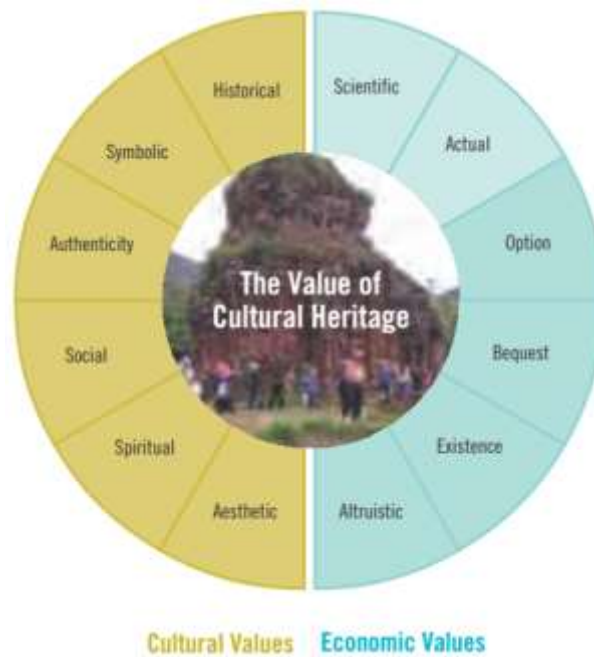 Historical
Scientific
Symbolic
Actual
Authenticity
Option
The Value of
Cultural Heritage
Social
Bequest
Spiritual
Existence
Aesthetic
Altruistic
Cultural Values
Economic Values